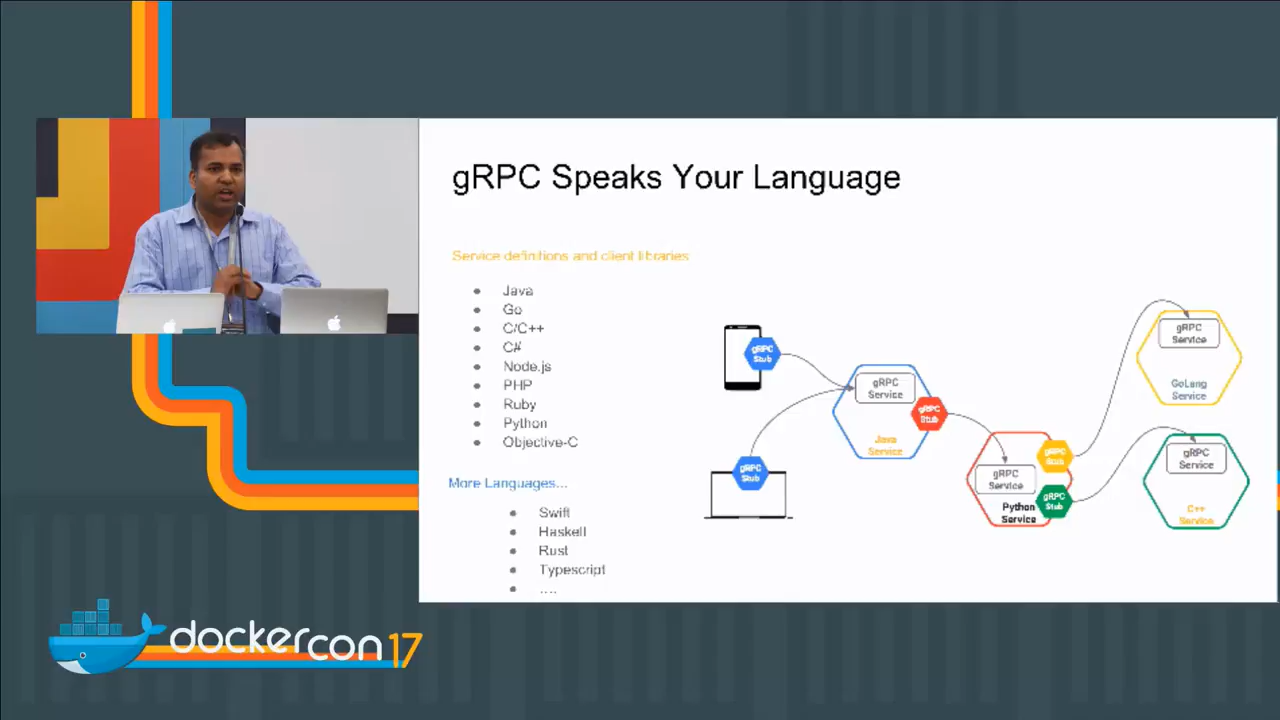 gRPC Speaks Your Language
Service definitions and client libraries
Java
Go
C/C++
C#
Node.js
PHP
Ruby
Python
Objective-C
More Languages...
Swift
Haskell
Rust
Typescript
....
gRPC
Stub
gRPC
Stub
gRPC
Service
Java
Service
gRPC
Stub
gRPC
Service
Python
Service
gRPC
Stub
gRPC
Stub
gRPC
Service
GoLang
Service
gRPC
Service
C++
Service
dockercon 17